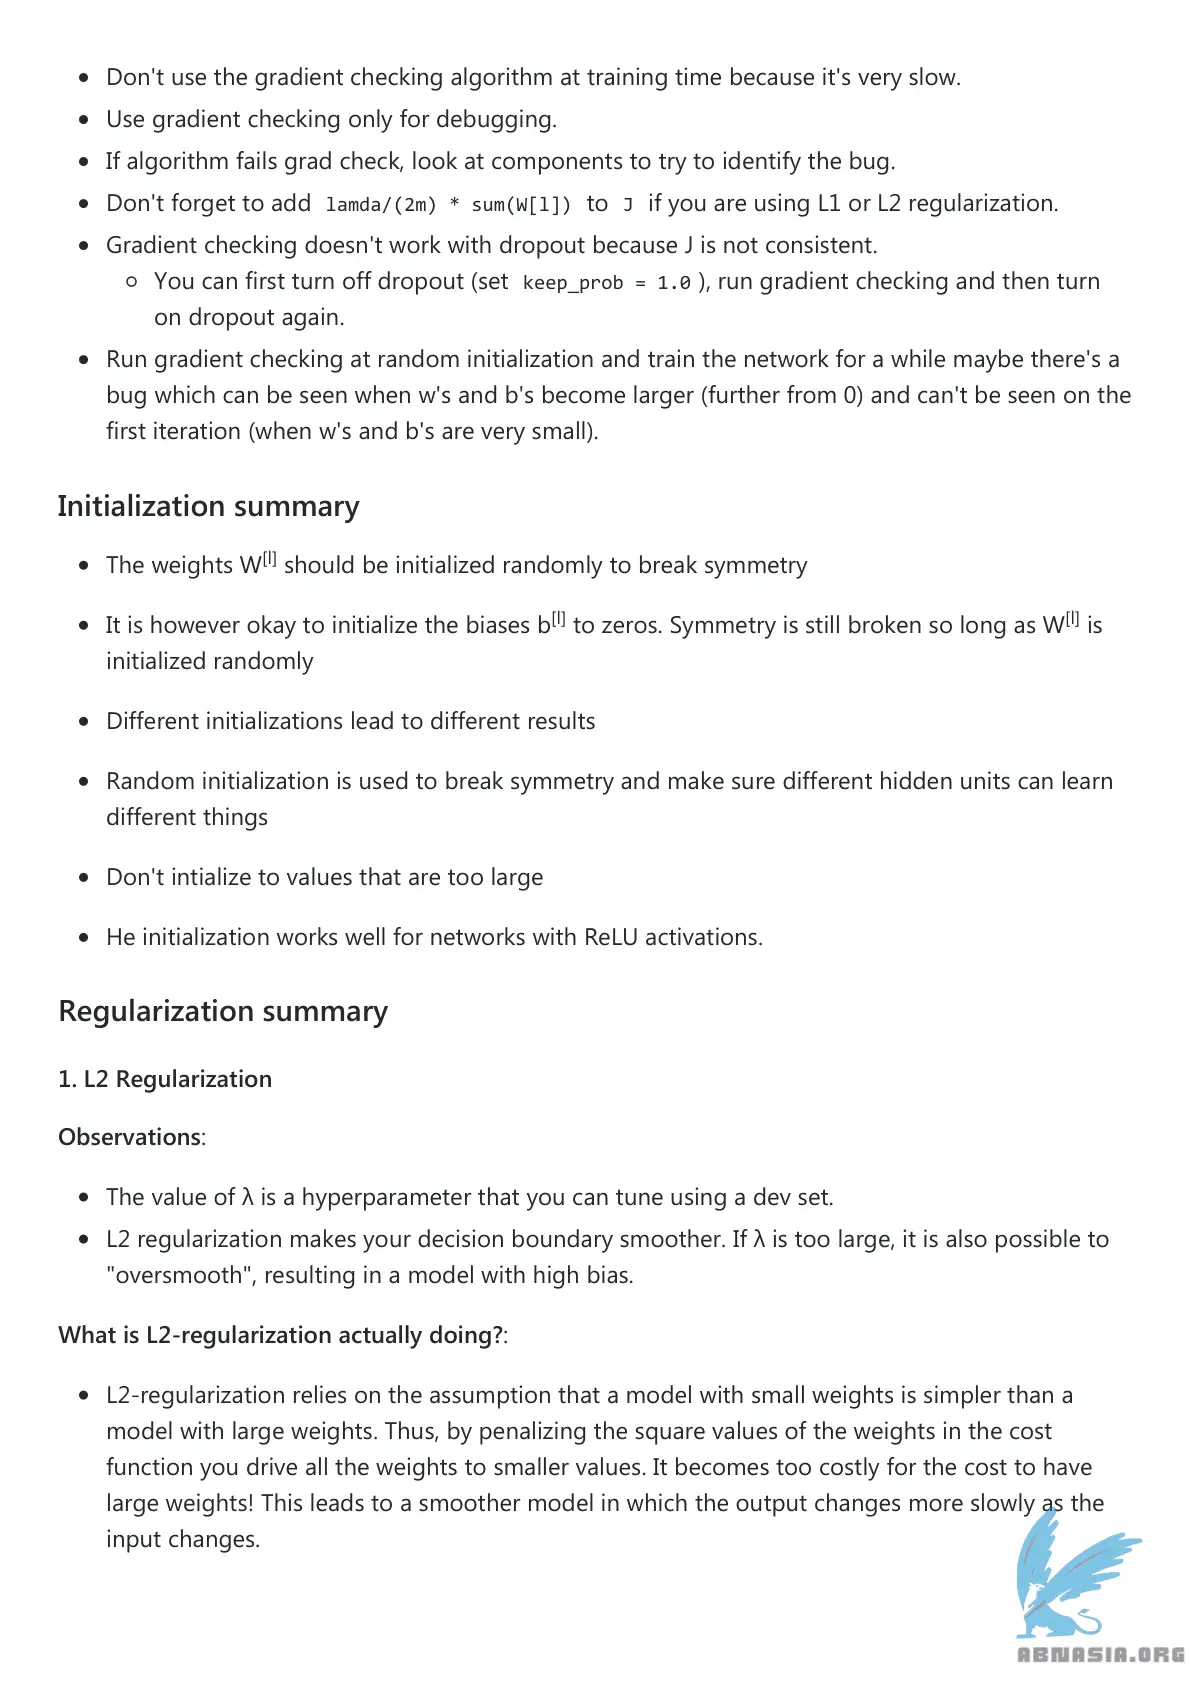 Don't use the gradient checking algorithm at training time because it's very slow.
Use gradient checking only for debugging.
If algorithm fails grad check, look at components to try to identify the bug.
Don't forget to add lamda/(2m) * sum(W[l]) to J if you are using L1 or L2 regularization.
Gradient checking doesn't work with dropout because J is not consistent.
You can first turn off dropout (set keep_prob = 1.0 ), run gradient checking and then turn
on dropout again.
Run gradient checking at random initialization and train the network for a while maybe there's a
bug which can be seen when w's and b's become larger (further from 0) and can't be seen on the
first iteration (when w's and b's are very small).
Initialization summary
The weights W[l] should be initialized randomly to break symmetry
It is however okay to initialize the biases b[l] to zeros. Symmetry is still broken so long as W[l] is
initialized randomly
Different initializations lead to different results
Random initialization is used to break symmetry and make sure different hidden units can learn
different things
Don't intialize to values that are too large
He initialization works well for networks with ReLU activations.
Regularization summary
1. L2 Regularization
Observations:
The value of λ is a hyperparameter that you can tune using a dev set.
L2 regularization makes your decision boundary smoother. If λ is too large, it is also possible to
"oversmooth", resulting in a model with high bias.
What is L2-regularization actually doing?:
L2-regularization relies on the assumption that a model with small weights is simpler than a
model with large weights. Thus, by penalizing the square values of the weights in the cost
function you drive all the weights to smaller values. It becomes too costly for the cost to have
large weights! This leads to a smoother model in which the output changes more slowly as the
input changes.
ABNASIA.ORG